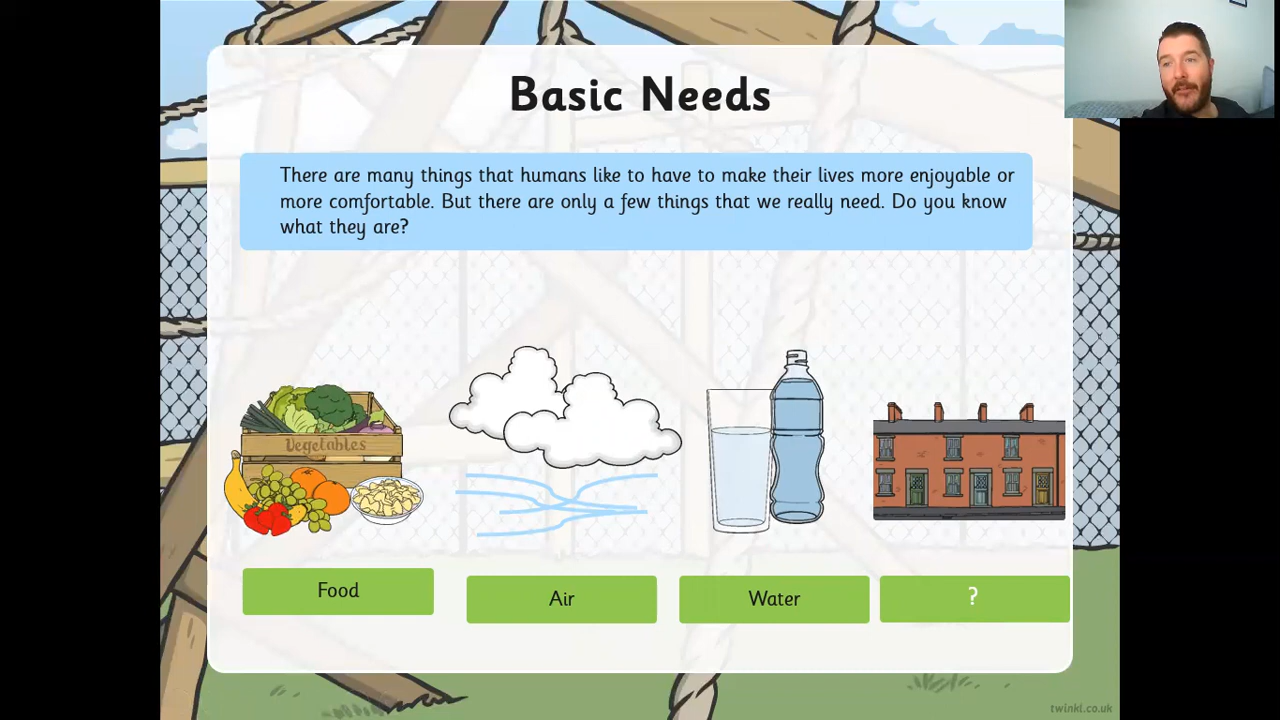 Basic Needs
There are many things that humans like to have to make their lives more enjoyable or
more comfortable. But there are only a few things that we really need. Do you know
what they are?
Vegetables
Food
Air
Water
?
twinkl.co.uk